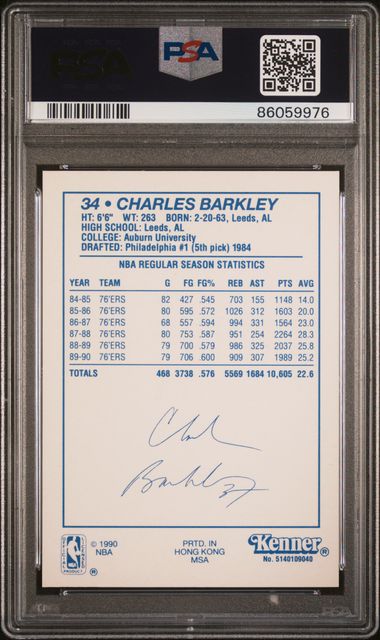 PSA PSA
86059976
34 • CHARLES BARKLEY
HT: 6'6" WT: 263 BORN: 2-20-63, Leeds, AL
HIGH SCHOOL: Leeds, AL
COLLEGE: Auburn University
DRAFTED: Philadelphia #1 (5th pick) 1984
NBA REGULAR SEASON STATISTICS
YEAR TEAM G FG FG% REB AST PTS AVG
84-85 76'ERS 82 427 .545 703 155 1148 14.0
85-86 76'ERS 80 595 .572 1026 312 1603 20.0
86-87 76'ERS 68 557 .594 994 331 1564 23.0
87-88 76'ERS 80 753 .587 951 254 2264 28.3
88-89 76'ERS 79 700 .579 986 325 2037 25.8
89-90 76'ERS 79 706 .600 909 307 1989 25.2
TOTALS 468 3738 .576 5569 1684 10,605 22.6
Charles
Barkley 34
NBA
© 1990
NBA
PRTD. IN
HONG KONG
MSA
Kenner®
No. 5140109040